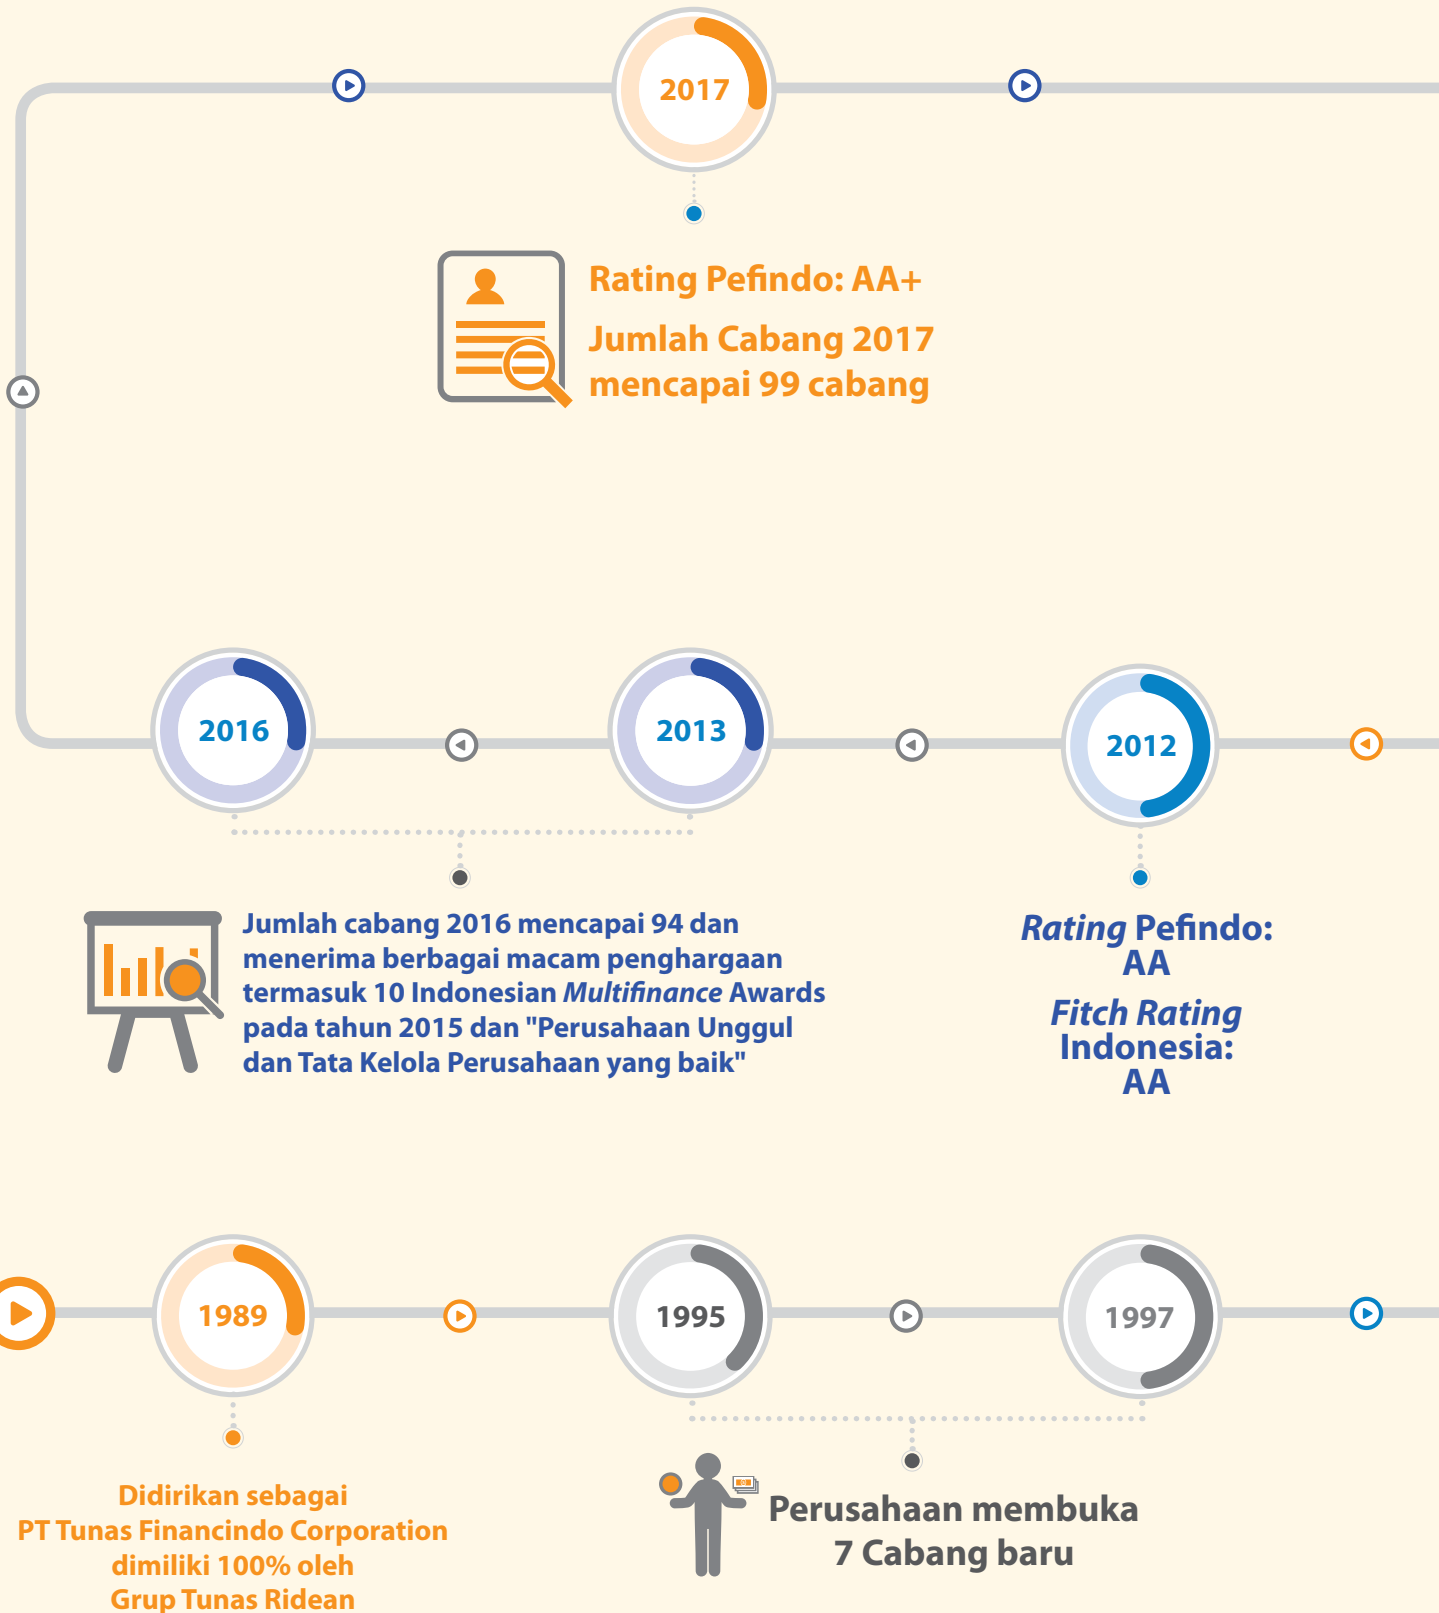 2017
Rating Pefindo: AA+
Jumlah Cabang 2017
mencapai 99 cabang
2016
2013
2012
Jumlah cabang 2016 mencapai 94 dan
menerima berbagai macam penghargaan
termasuk 10 Indonesian Multifinance Awards
pada tahun 2015 dan "Perusahaan Unggul
dan Tata Kelola Perusahaan yang baik"
Rating Pefindo:
AA
Fitch Rating
Indonesia:
AA
1989
1995
1997
Didirikan sebagai
PT Tunas Financindo Corporation
dimiliki 100% oleh
Grup Tunas Ridean
Perusahaan membuka
7 Cabang baru